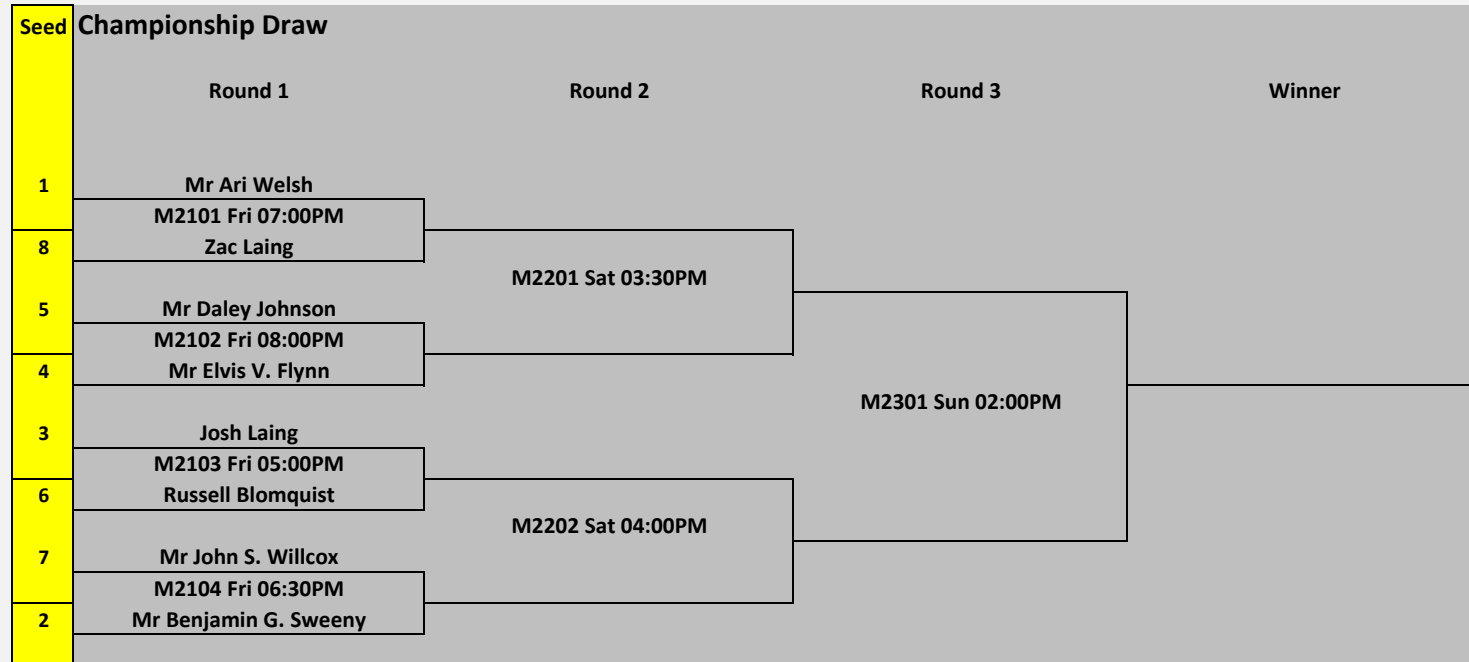 Seed Championship Draw
Round 1 Round 2 Round 3 Winner
1 Mr Ari Welsh
M2101 Fri 07:00PM
8 Zac Laing
M2201 Sat 03:30PM
5 Mr Daley Johnson
M2102 Fri 08:00PM
4 Mr Elvis V. Flynn
M2301 Sun 02:00PM
3 Josh Laing
M2103 Fri 05:00PM
6 Russell Blomquist
M2202 Sat 04:00PM
7 Mr John S. Willcox
M2104 Fri 06:30PM
2 Mr Benjamin G. Sweeny